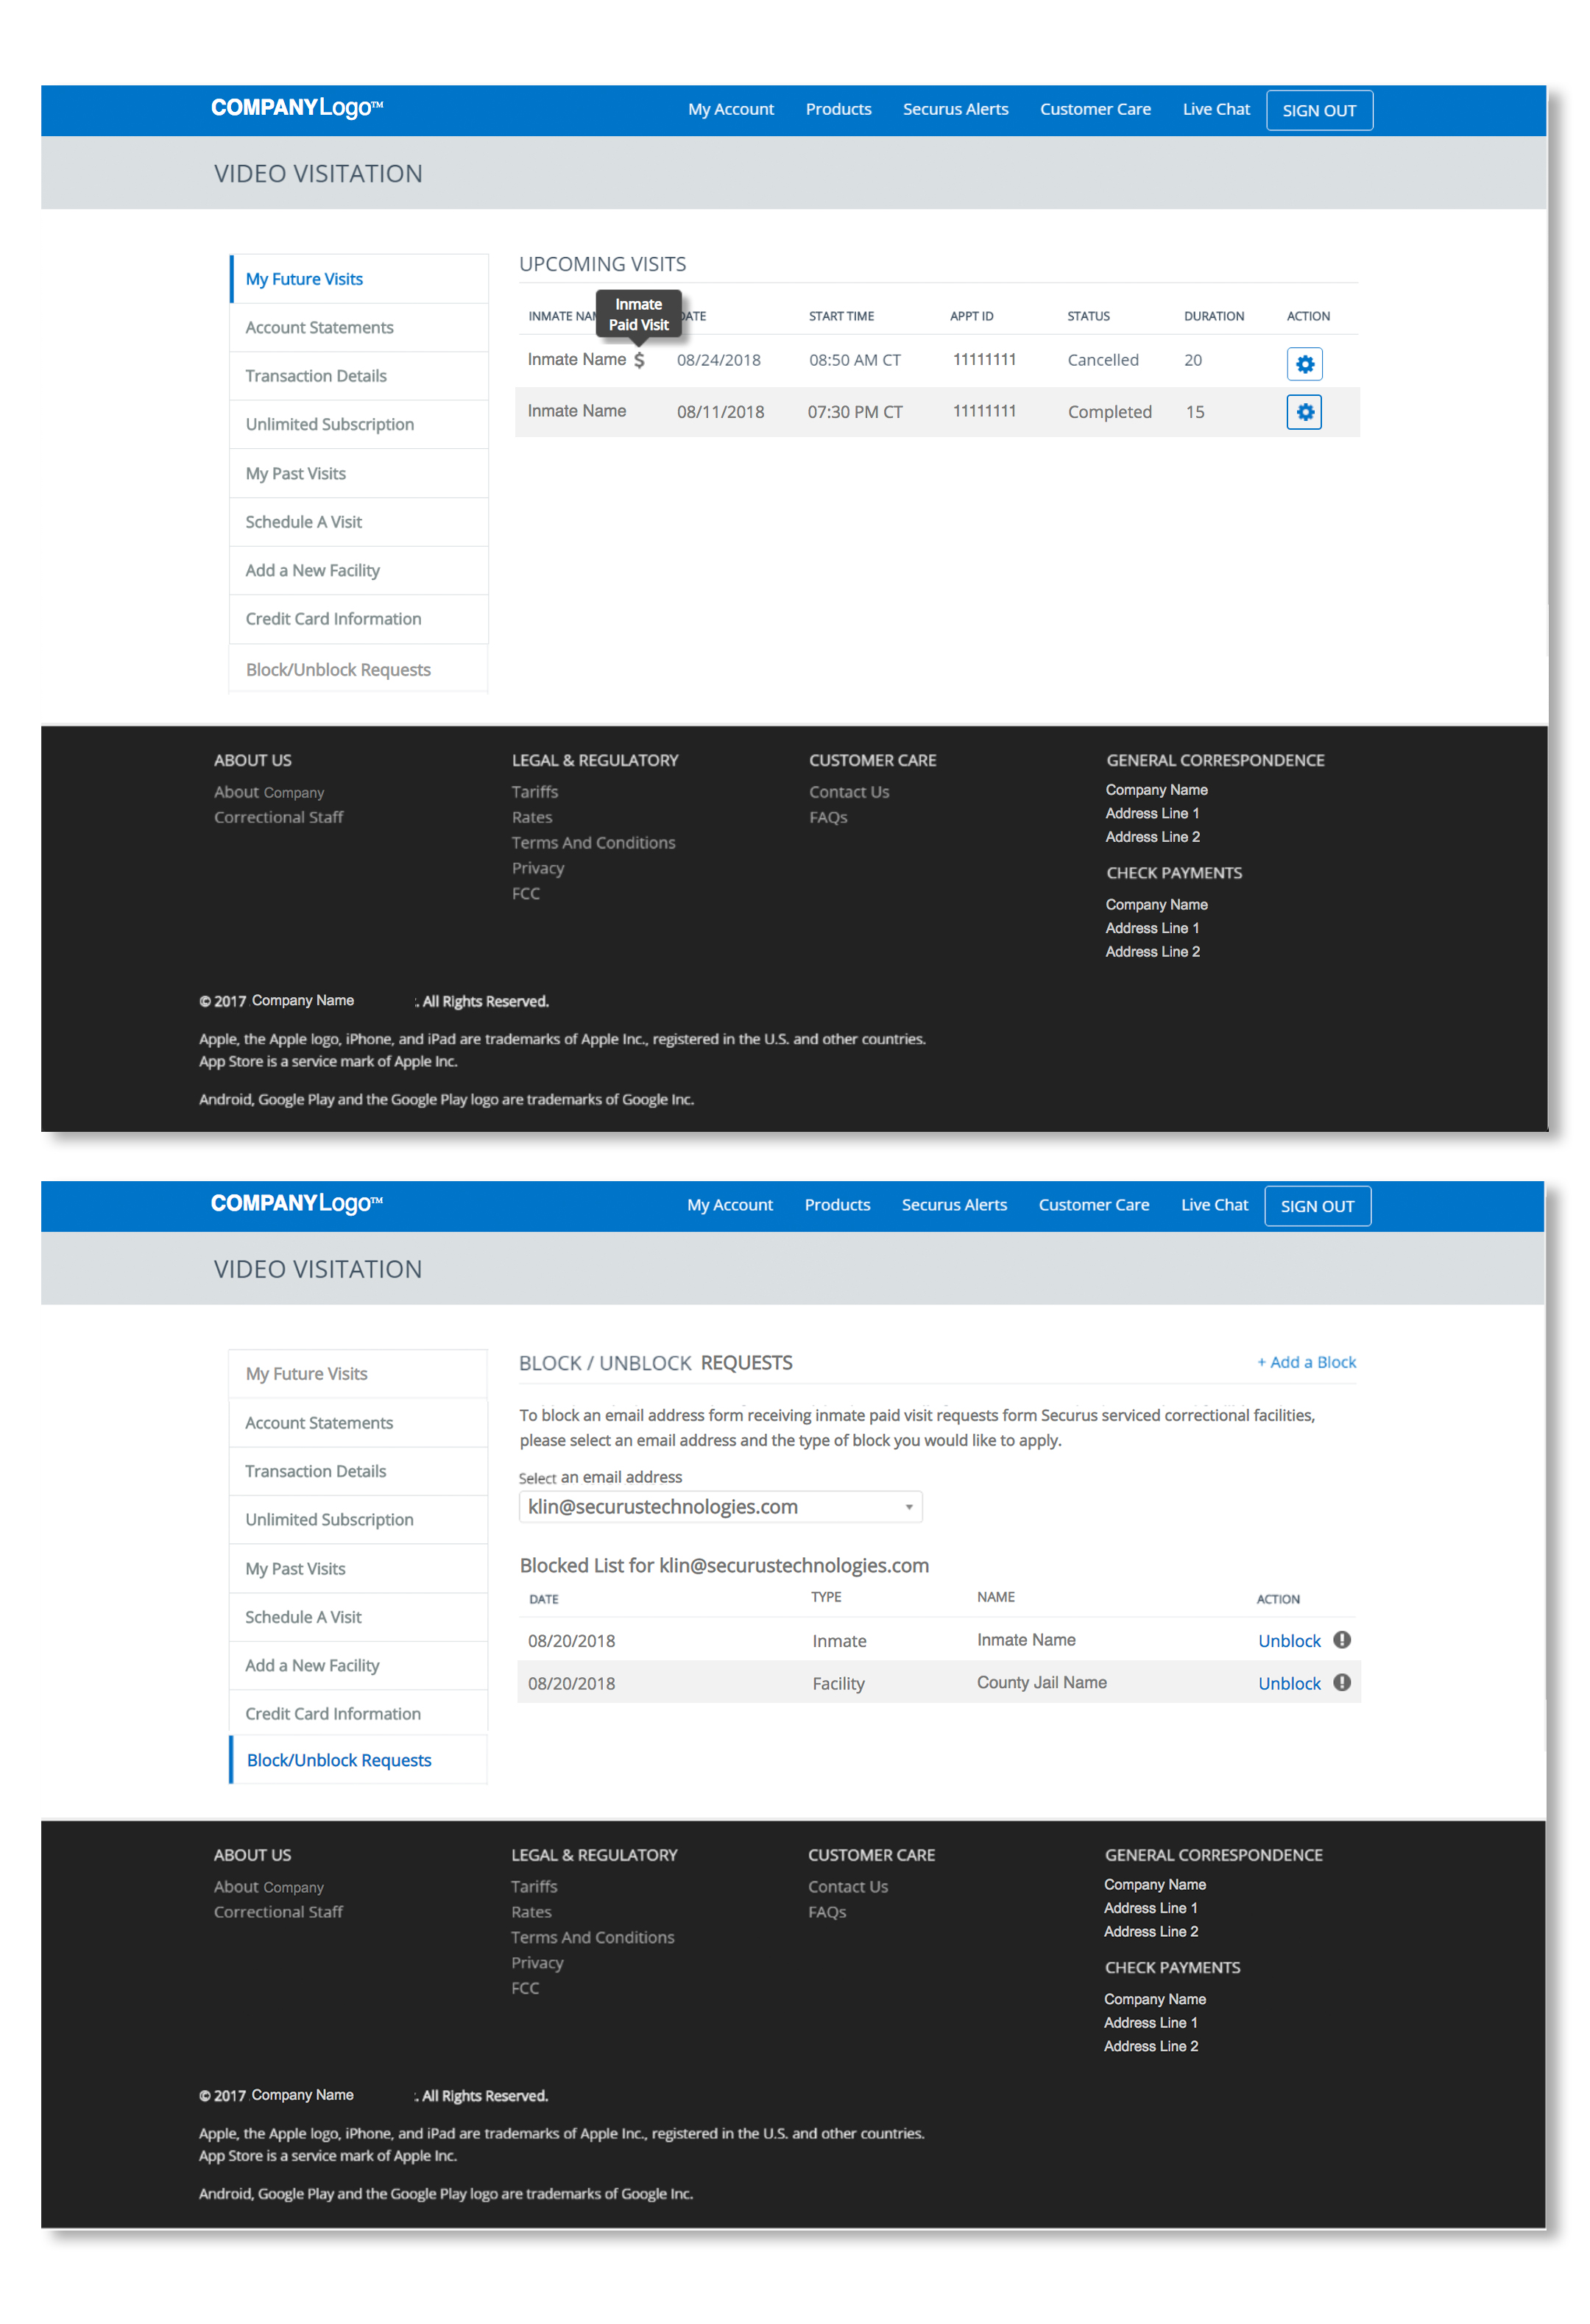 COMPANYLogo™ My Account Products Securus Alerts Customer Care Live Chat SIGN OUT
VIDEO VISITATION
My Future Visits
Account Statements
Transaction Details
Unlimited Subscription
My Past Visits
Schedule A Visit
Add a New Facility
Credit Card Information
Block/Unblock Requests
UPCOMING VISITS
Inmate
Paid Visit
INMATE NA DATE START TIME APPT ID STATUS DURATION ACTION
Inmate Name $ 08/24/2018 08:50 AM CT 11111111 Cancelled 20
Inmate Name 08/11/2018 07:30 PM CT 11111111 Completed 15
ABOUT US
About Company
Correctional Staff
LEGAL & REGULATORY
Tariffs
Rates
Terms And Conditions
Privacy
FCC
CUSTOMER CARE
Contact Us
FAQs
GENERAL CORRESPONDENCE
Company Name
Address Line 1
Address Line 2
CHECK PAYMENTS
Company Name
Address Line 1
Address Line 2
© 2017 Company Name . All Rights Reserved.
Apple, the Apple logo, iPhone, and iPad are trademarks of Apple Inc., registered in the U.S. and other countries.
App Store is a service mark of Apple Inc.
Android, Google Play and the Google Play logo are trademarks of Google Inc.
COMPANYLogo™ My Account Products Securus Alerts Customer Care Live Chat SIGN OUT
VIDEO VISITATION
My Future Visits
Account Statements
Transaction Details
Unlimited Subscription
My Past Visits
Schedule A Visit
Add a New Facility
Credit Card Information
Block/Unblock Requests
BLOCK / UNBLOCK REQUESTS + Add a Block
To block an email address form receiving inmate paid visit requests form Securus serviced correctional facilities,
please select an email address and the type of block you would like to apply.
Select an email address
klin@securustechnologies.com
Blocked List for klin@securustechnologies.com
DATE TYPE NAME ACTION
08/20/2018 Inmate Inmate Name Unblock
08/20/2018 Facility County Jail Name Unblock
ABOUT US
About Company
Correctional Staff
LEGAL & REGULATORY
Tariffs
Rates
Terms And Conditions
Privacy
FCC
CUSTOMER CARE
Contact Us
FAQs
GENERAL CORRESPONDENCE
Company Name
Address Line 1
Address Line 2
CHECK PAYMENTS
Company Name
Address Line 1
Address Line 2
© 2017 Company Name . All Rights Reserved.
Apple, the Apple logo, iPhone, and iPad are trademarks of Apple Inc., registered in the U.S. and other countries.
App Store is a service mark of Apple Inc.
Android, Google Play and the Google Play logo are trademarks of Google Inc.